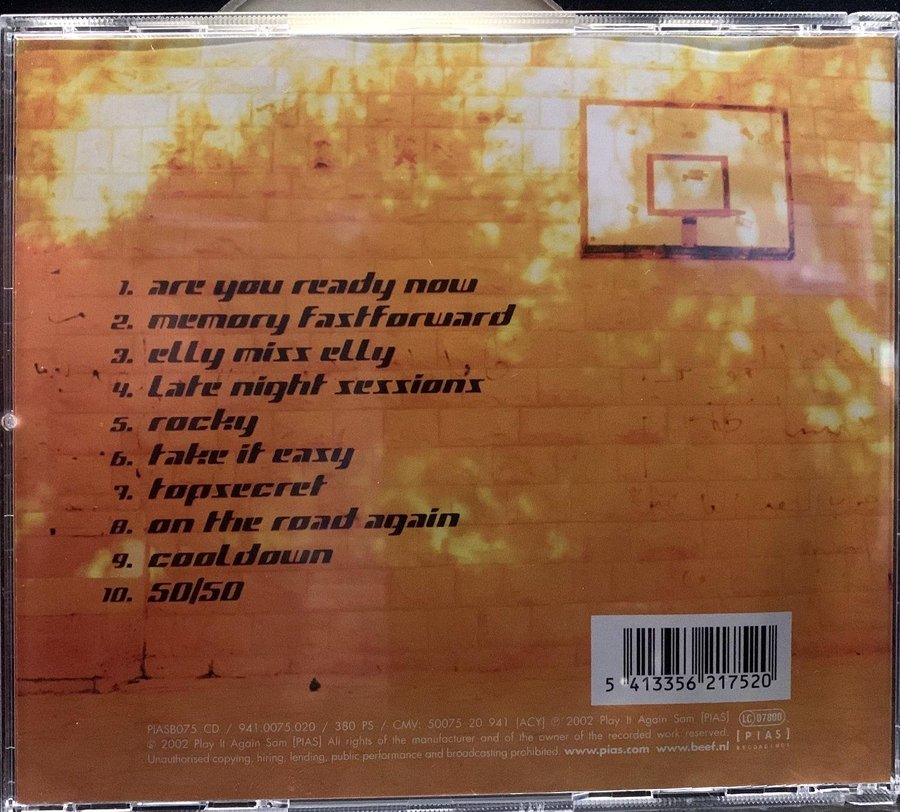 1. are you ready now
2. memory fastforward
3. elly miss elly
4. late night sessions
5. rocky
6. take it easy
7. topsecret
8. on the road again
9. cooldown
10. 50/50
5 413356 217520
PIASB075 CD / 941.0075.020 / 380 PS / CMV: 50075 20 941 (ACY) ℗ 2002 Play It Again Sam [PIAS] LC 07800
© 2002 Play It Again Sam [PIAS] All rights of the manufacturer and of the owner of the recorded work reserved. [PIAS]
Unauthorised copying, hiring, lending, public performance and broadcasting prohibited. www.pias.com www.beef.nl RECORDINGS